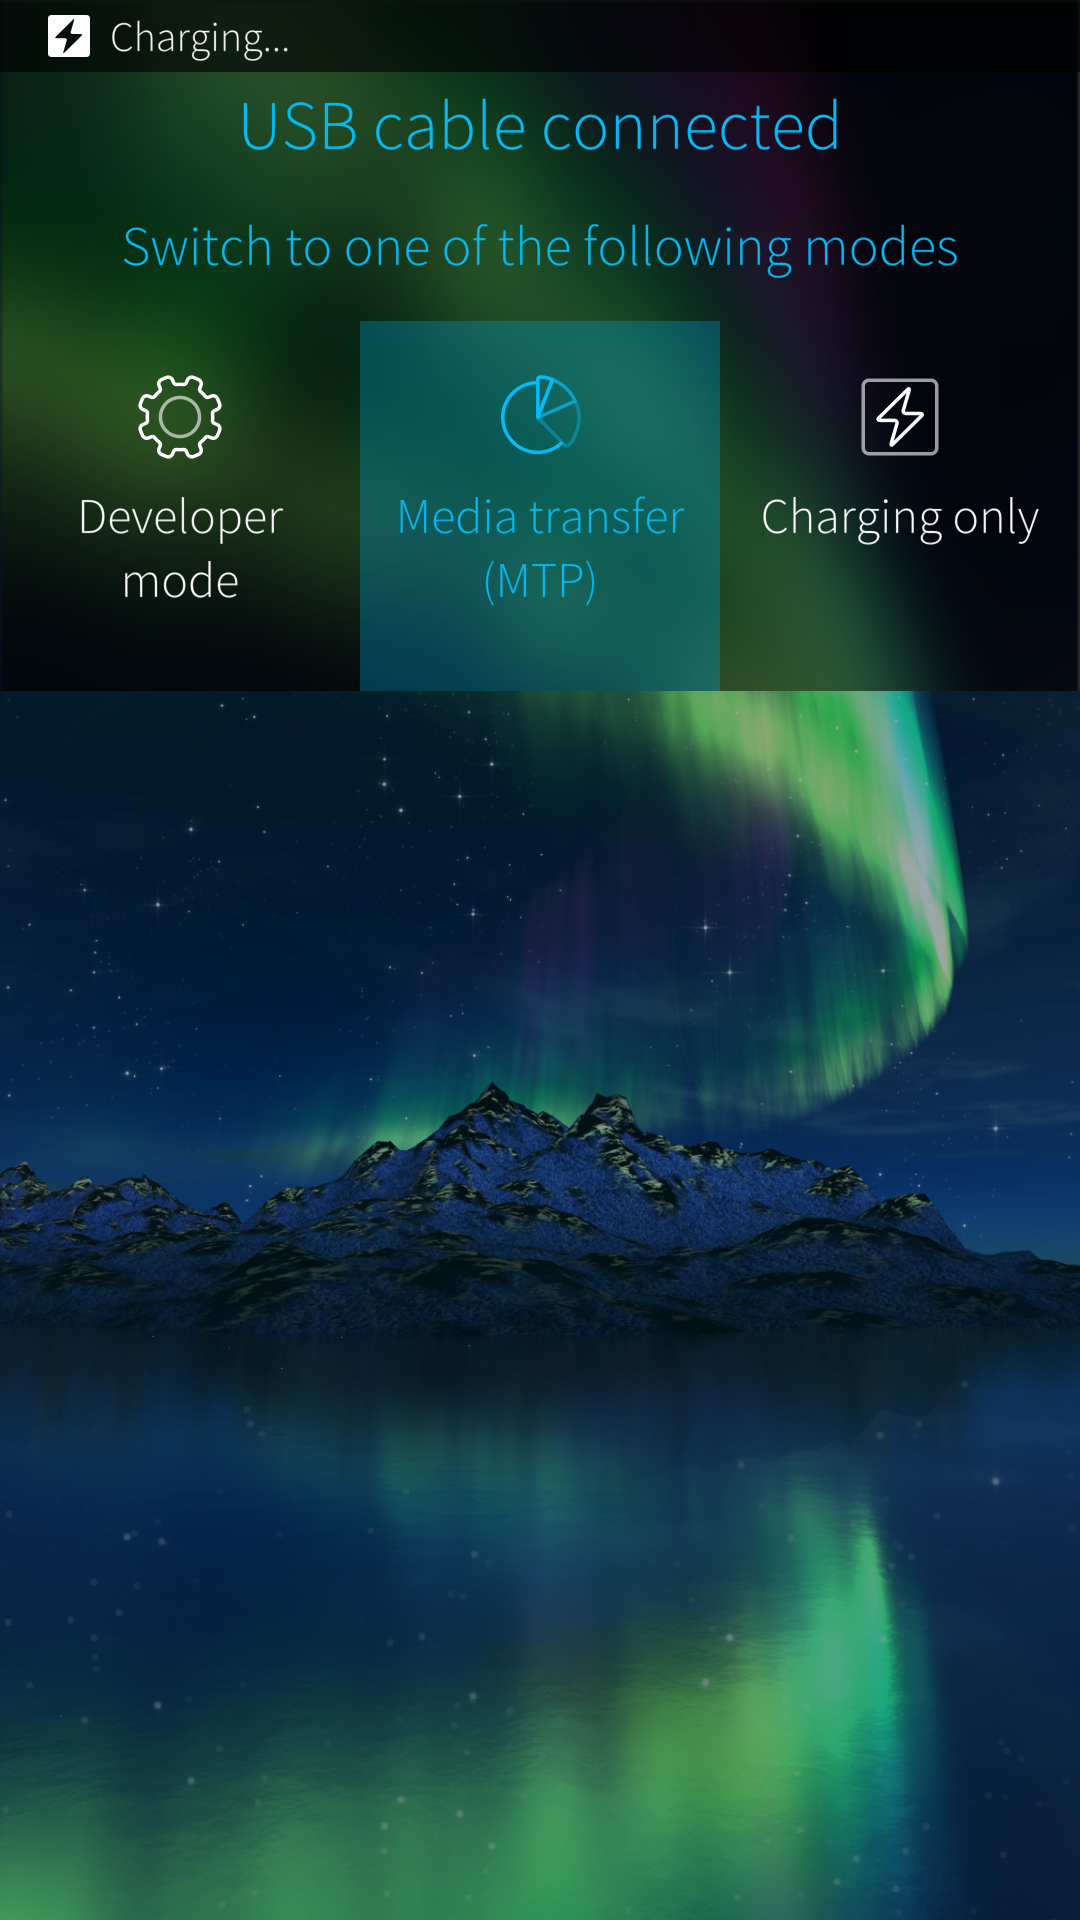 Charging...
USB cable connected
Switch to one of the following modes
Developer
mode
Media transfer
(MTP)
Charging only